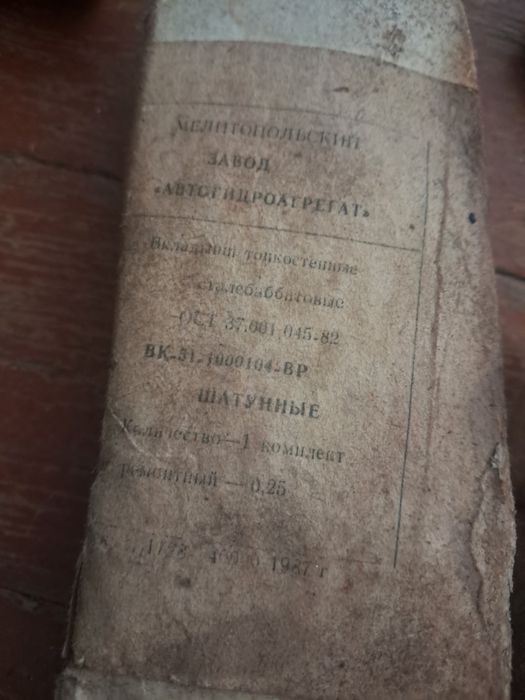 МЕЛИТОПОЛЬСКИЙ
ЗАВОД
«АВТОГИДРОАГРЕГАТ»
Вкладыши тонкостенные
сталебаббитовые
ОСТ 37.001.045-82
ВК-51-1000104-ВР
ШАТУННЫЕ
Количество — 1 комплект
ремонтный — 0,25
1987 г